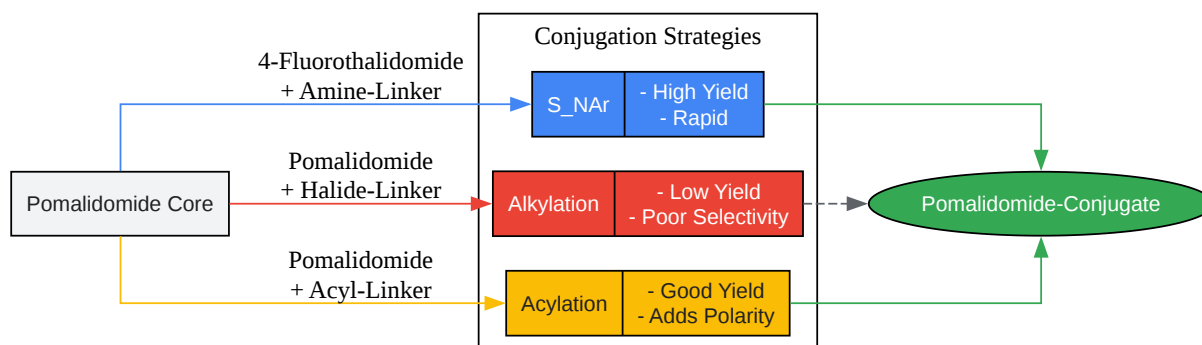 Conjugation Strategies
4-Fluorothalidomide
+ Amine-Linker
S_NAr
- High Yield
- Rapid
Pomalidomide Core
Pomalidomide
+ Halide-Linker
Alkylation
- Low Yield
- Poor Selectivity
Pomalidomide-Conjugate
Pomalidomide
+ Acyl-Linker
Acylation
- Good Yield
- Adds Polarity